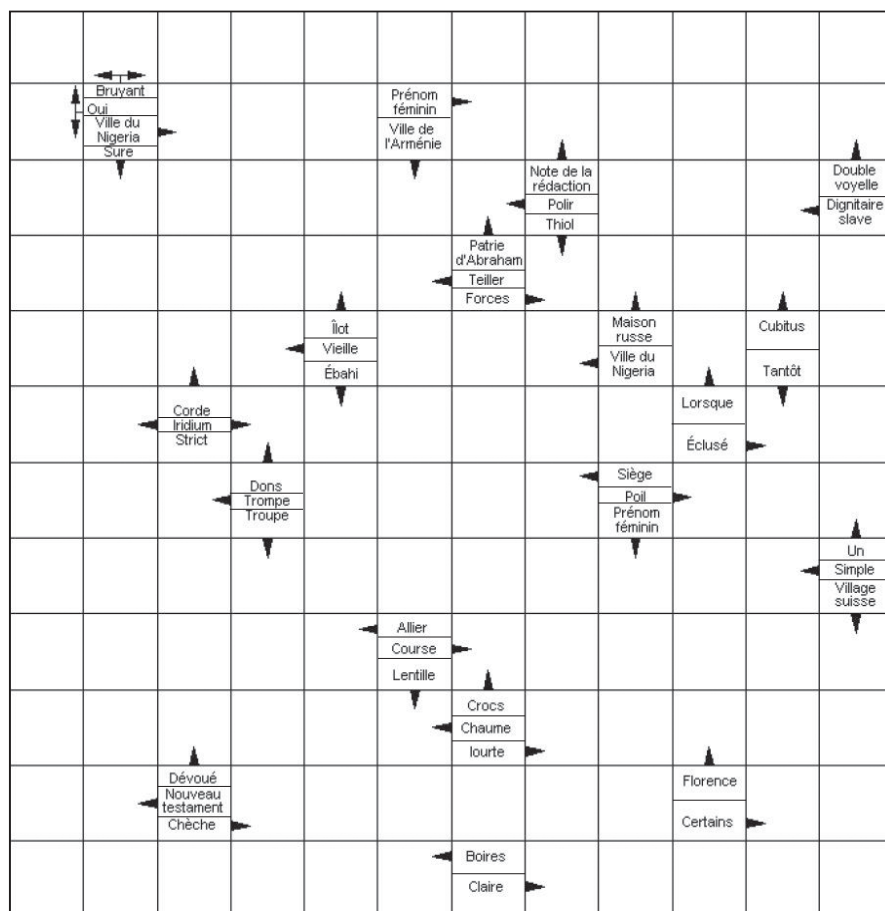 Bruyant
Oui
Ville du
Nigeria
Sure
Prénom
féminin
Ville de
l'Arménie
Note de la
rédaction
Polir
Thiol
Double
voyelle
Dignitaire
slave
Patrie
d'Abraham
Teiller
Forces
Îlot
Vieille
Ébahi
Maison
russe
Ville du
Nigeria
Cubitus
Tantôt
Corde
Iridium
Strict
Lorsque
Éclusé
Dons
Trompe
Troupe
Siège
Poil
Prénom
féminin
Un
Simple
Village
suisse
Allier
Course
Lentille
Crocs
Chaume
Iourte
Dévoué
Nouveau
testament
Chèche
Florence
Certains
Boires
Claire